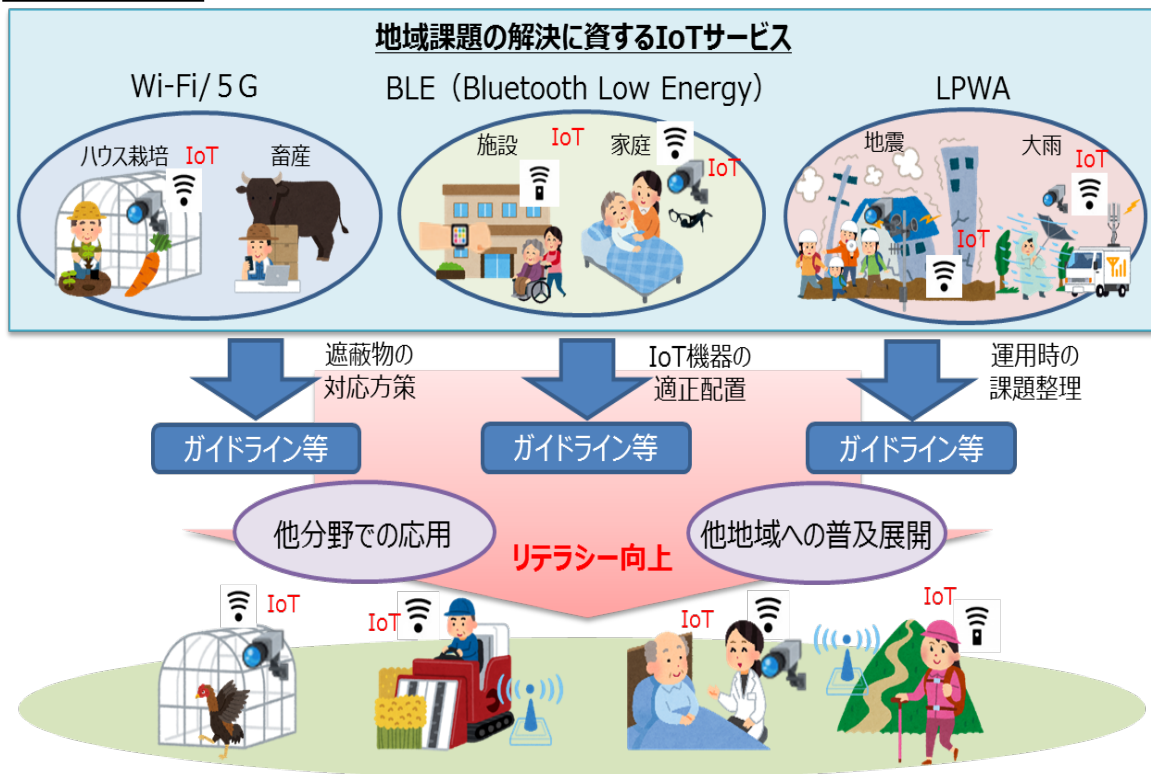 地域課題の解決に資するIoTサービス
Wi-Fi/５G
BLE（Bluetooth Low Energy）
LPWA
ハウス栽培
IoT
畜産
施設
IoT
家庭
IoT
地震
IoT
大雨
IoT
遮蔽物の
対応方策
IoT機器の
適正配置
運用時の
課題整理
ガイドライン等
ガイドライン等
ガイドライン等
他分野での応用
他地域への普及展開
リテラシー向上
IoT
IoT
IoT
IoT